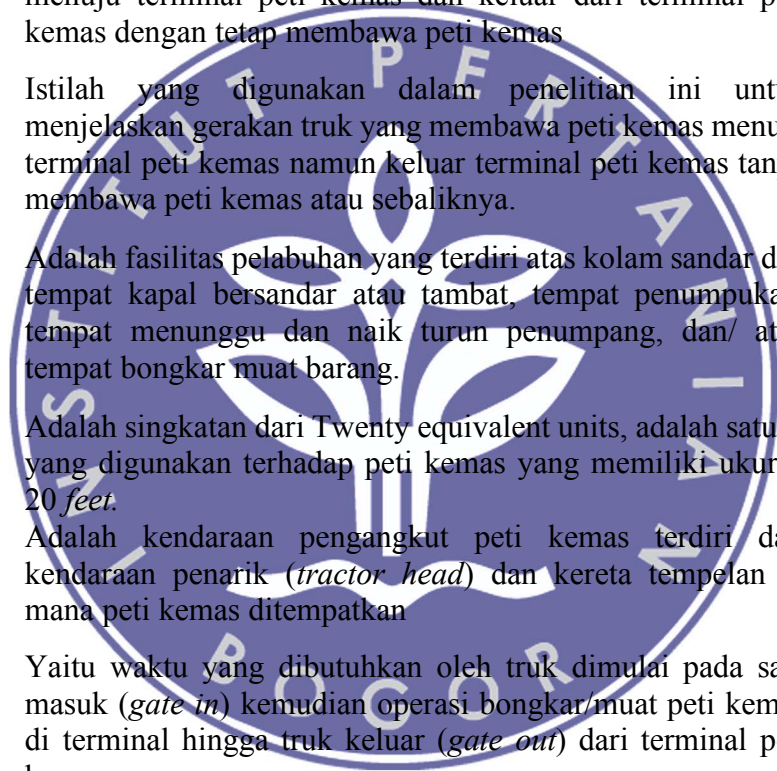 menuju terminal peti kemas dan keluar dari terminal p
kemas dengan tetap membawa peti kemas
Istilah yang digunakan dalam penelitian ini unt
menjelaskan gerakan truk yang membawa peti kemas menu
terminal peti kemas namun keluar terminal peti kemas tan
membawa peti kemas atau sebaliknya.
Adalah fasilitas pelabuhan yang terdiri atas kolam sandar d
tempat kapal bersandar atau tambat, tempat penumpuka
tempat menunggu dan naik turun penumpang, dan/ at
tempat bongkar muat barang.
Adalah singkatan dari Twenty equivalent units, adalah satu
yang digunakan terhadap peti kemas yang memiliki ukur
20 feet.
Adalah kendaraan pengangkut peti kemas terdiri da
kendaraan penarik (tractor head) dan kereta tempelan
mana peti kemas ditempatkan
Yaitu waktu yang dibutuhkan oleh truk dimulai pada sa
masuk (gate in) kemudian operasi bongkar/muat peti kem
di terminal hingga truk keluar (gate out) dari terminal p
INSTITUT PERTANIAN
BOGOR